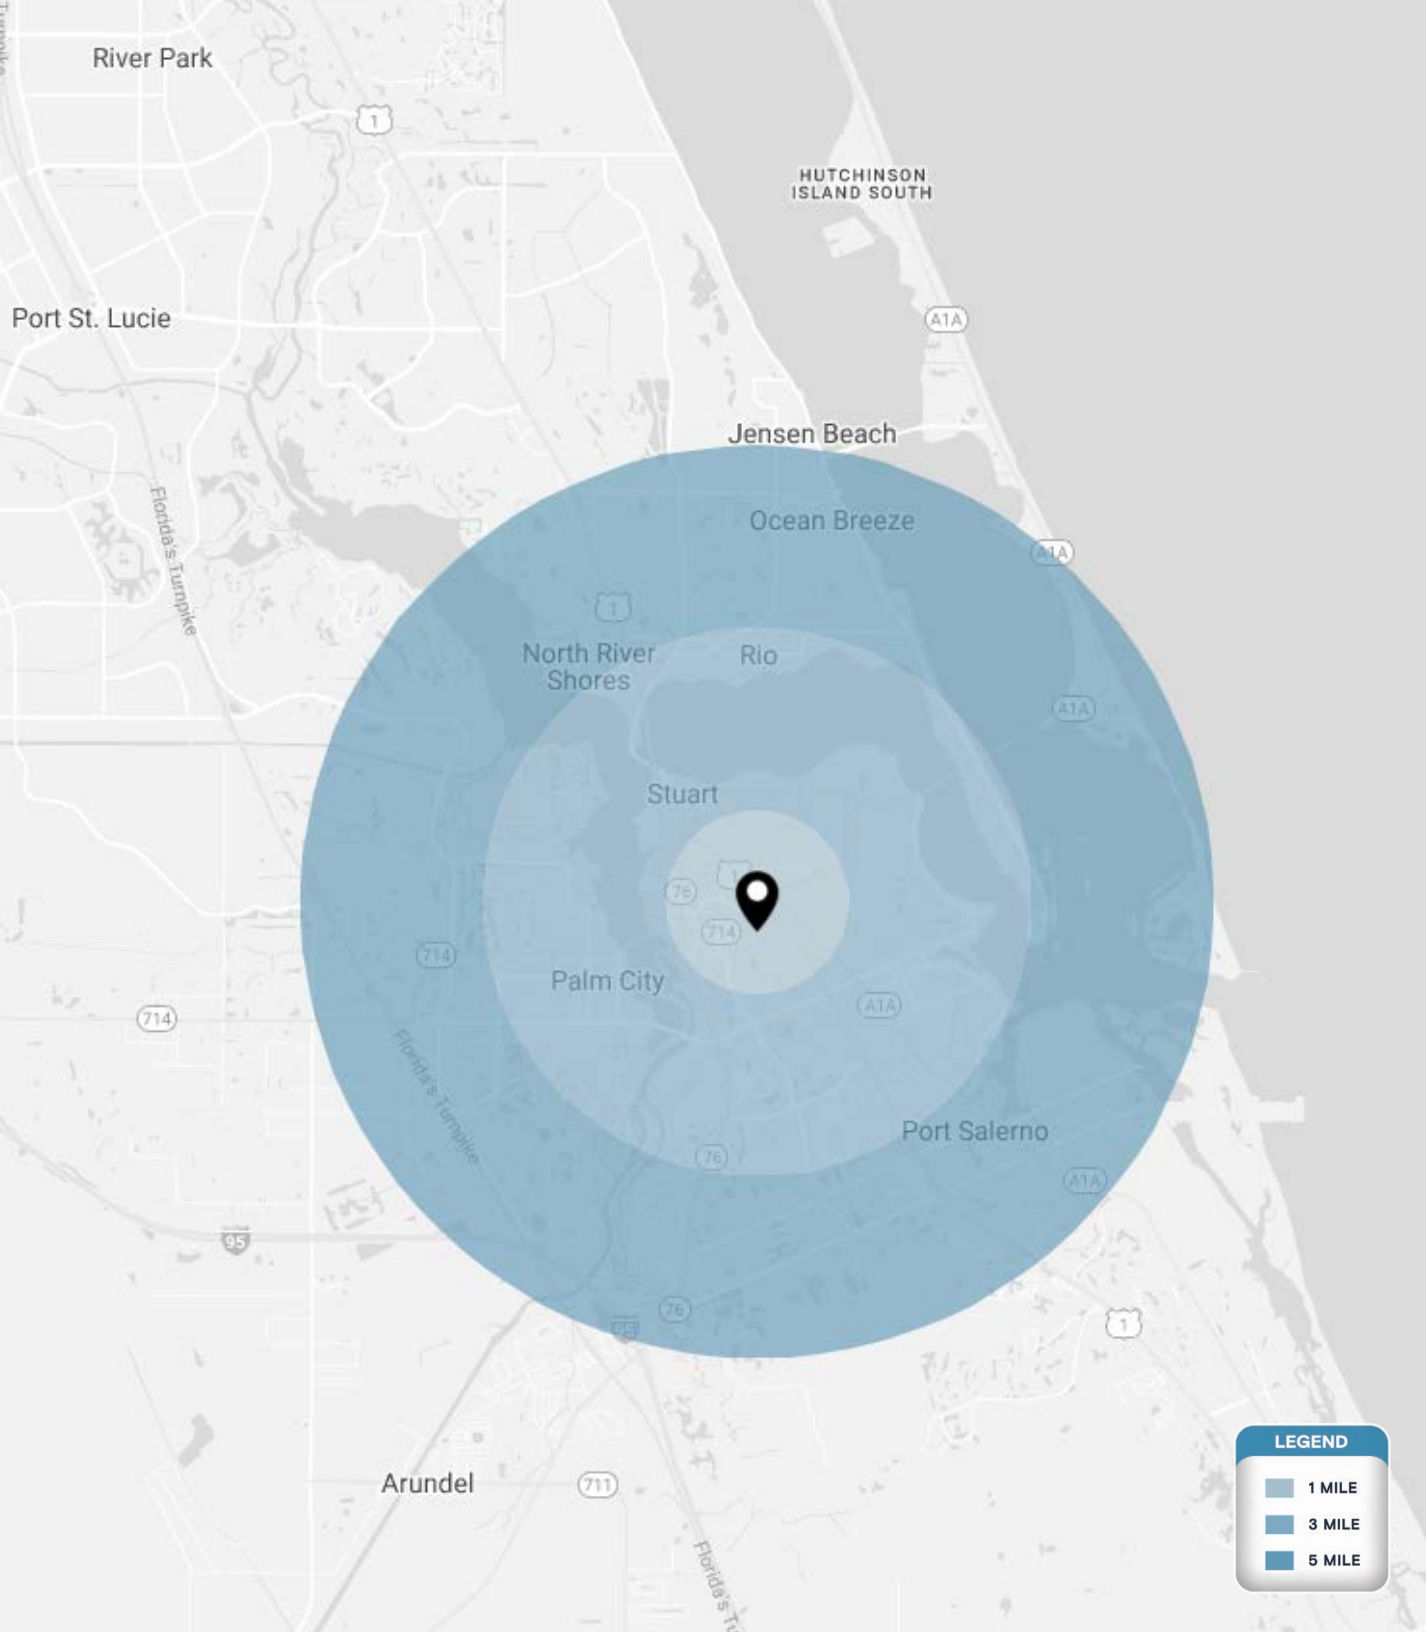 Turnpike
River Park
1
HUTCHINSON
ISLAND SOUTH
Port St. Lucie
A1A
Jensen Beach
Ocean Breeze
Florida's Turnpike
A1A
1
North River
Shores
Rio
A1A
Stuart
1
76
714
714
Palm City
A1A
714
Florida's Turnpike
Port Salerno
76
A1A
95
76
1
LEGEND
1 MILE
3 MILE
5 MILE
Arundel
711
Florida's Tu